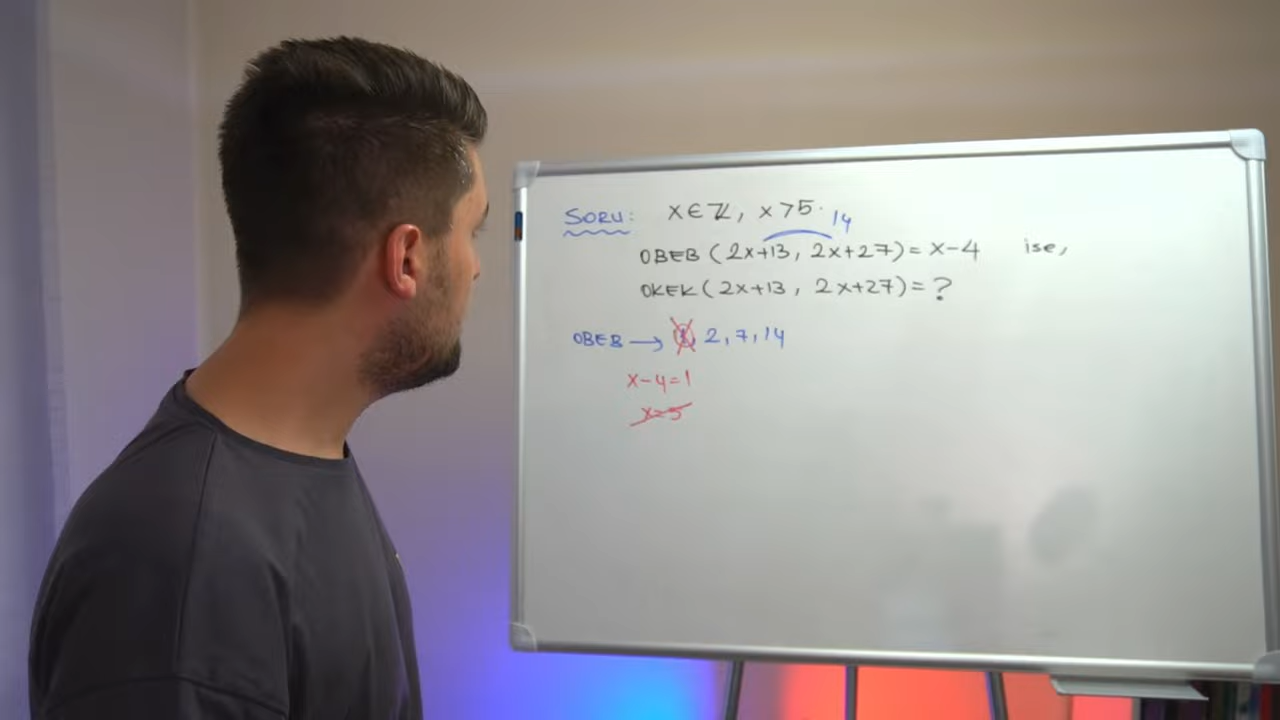 SORU: x∈ℤ, x>5.
14
OBEB (2x+13, 2x+27) = x-4 ise,
OKEK (2x+13, 2x+27) = ?
OBEB → 1, 2, 7, 14
x-4=1
x=5